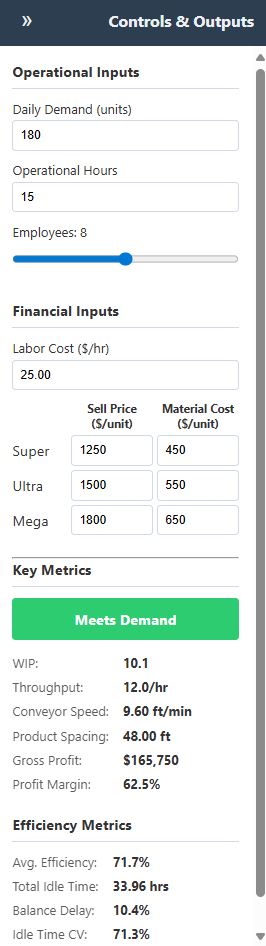 » Controls & Outputs
Operational Inputs
Daily Demand (units)
180
Operational Hours
15
Employees: 8
Financial Inputs
Labor Cost ($/hr)
25.00
Sell Price Material Cost
($/unit) ($/unit)
Super 1250 450
Ultra 1500 550
Mega 1800 650
Key Metrics
Meets Demand
WIP: 10.1
Throughput: 12.0/hr
Conveyor Speed: 9.60 ft/min
Product Spacing: 48.00 ft
Gross Profit: $165,750
Profit Margin: 62.5%
Efficiency Metrics
Avg. Efficiency: 71.7%
Total Idle Time: 33.96 hrs
Balance Delay: 10.4%
Idle Time CV: 71.3%